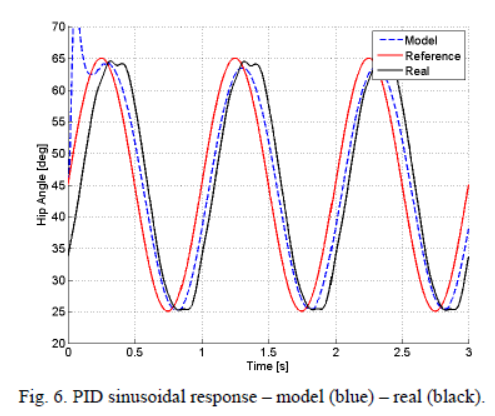 70
65
60
55
50
45
40
35
30
25
20
Hip Angle [deg]
Model
Reference
Real
0 0.5 1 1.5 2 2.5 3
Time [s]
Fig. 6. PID sinusoidal response – model (blue) – real (black).